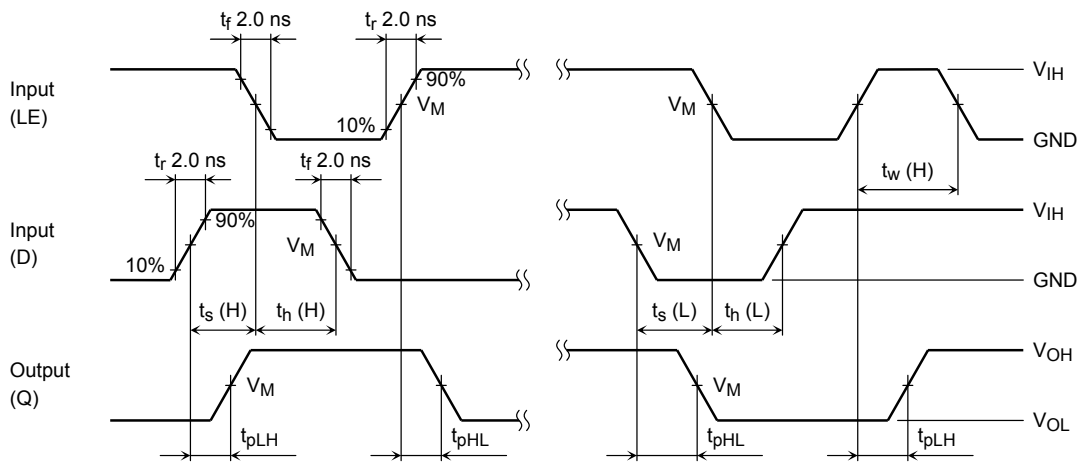 tf 2.0 ns
tr 2.0 ns
Input
(LE)
90%
VM
10%
VM
VIH
GND
tr 2.0 ns
tf 2.0 ns
tw (H)
Input
(D)
90%
VM
10%
VM
VIH
GND
ts (H)
th (H)
ts (L)
th (L)
Output
(Q)
VM
VM
VOH
VOL
tpLH
tpHL
tpHL
tpLH